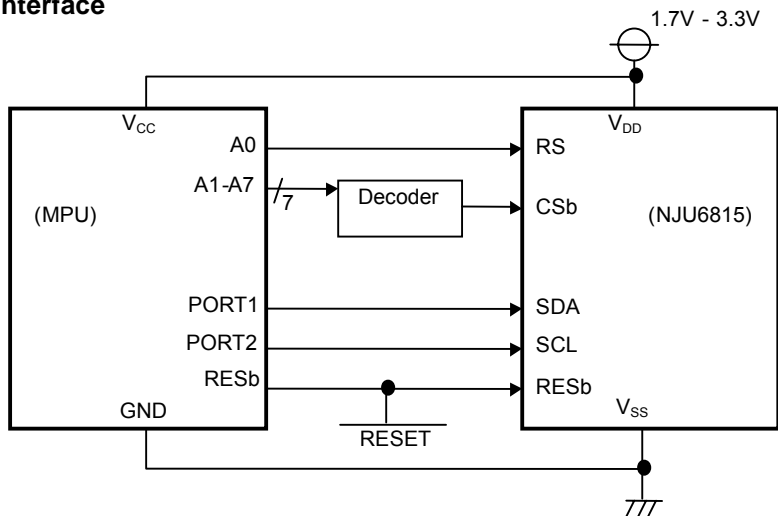 nterface
1.7V - 3.3V
VCC
VDD
A0
RS
A1-A7
7
Decoder
CSb
(MPU)
(NJU6815)
PORT1
SDA
PORT2
SCL
RESb
RESb
GND
RESET
VSS